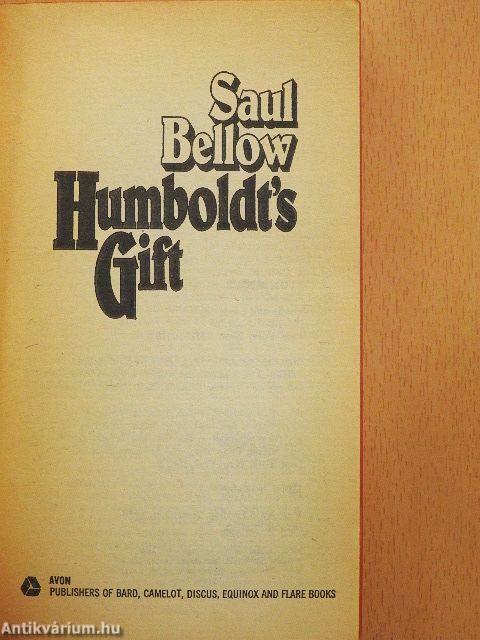 Saul
Bellow
Humboldt's
Gift
AVON
PUBLISHERS OF BARD, CAMELOT, DISCUS, EQUINOX AND FLARE BOOKS
Antikvárium.hu